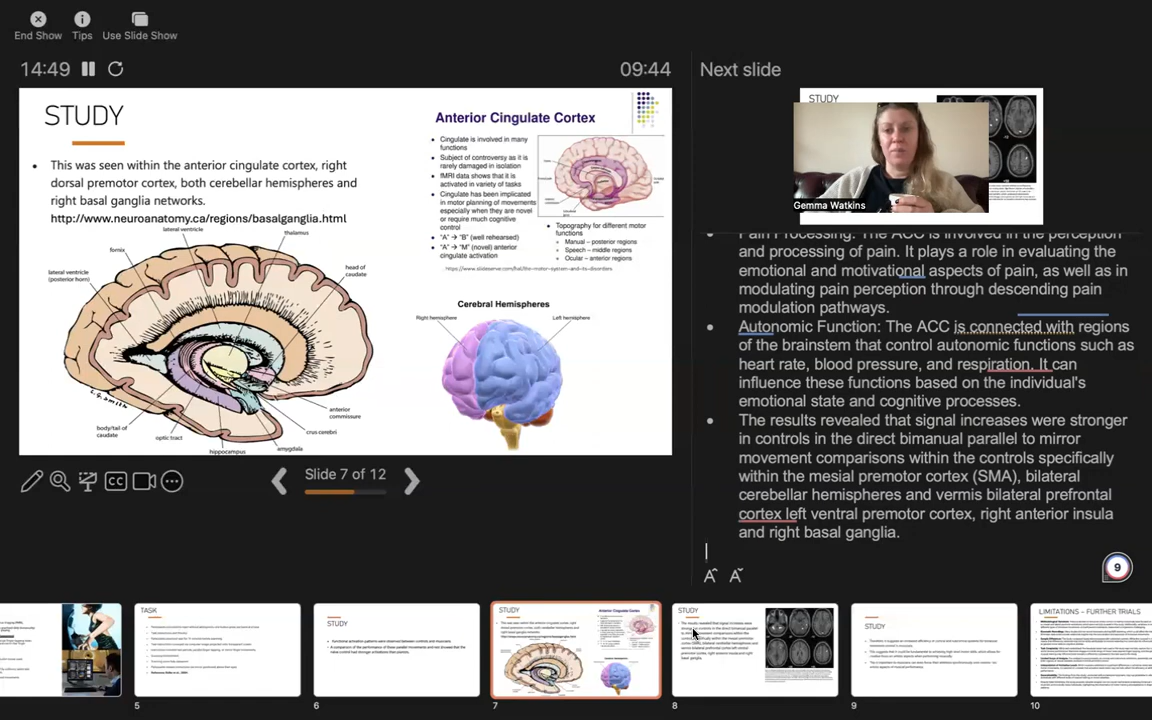 End Show
Tips
Use Slide Show
14:49
09:44
Next slide
STUDY
This was seen within the anterior cingulate cortex, right
dorsal premotor cortex, both cerebellar hemispheres and
right basal ganglia networks.
http://www.neuroanatomy.ca/regions/basalganglia.html
lateral ventricle
fornix
thalamus
lateral ventricle
(posterior horn)
head of
caudate
anterior
commissure
body/tail of
caudate
optic tract
crus cerebri
hippocampus
amygdala
Anterior Cingulate Cortex
Cingulate is involved in many
functions
Subject of controversy as it is
rarely damaged in isolation
fMRI data shows that it is
activated in variety of tasks
Cingulate has been implicated
in motor planning of movements
especially when they are novel
or require much cognitive
control
"A" → "B" (well rehearsed)
"A" → "M" (novel) anterior
cingulate activation
Topography for different motor
functions
Manual – posterior regions
Speech – middle regions
Ocular – anterior regions
Cerebral Hemispheres
Right hemisphere
Left hemisphere
CC
Slide 7 of 12
STUDY
Gemma Watkins
Pain Processing: The ACC is involved in the perception
and processing of pain. It plays a role in evaluating the
emotional and motivational aspects of pain, as well as in
modulating pain perception through descending pain
modulation pathways.
Autonomic Function: The ACC is connected with regions
of the brainstem that control autonomic functions such as
heart rate, blood pressure, and respiration. It can
influence these functions based on the individual's
emotional state and cognitive processes.
The results revealed that signal increases were stronger
in controls in the direct bimanual parallel to mirror
movement comparisons within the controls specifically
within the mesial premotor cortex (SMA), bilateral
cerebellar hemispheres and vermis bilateral prefrontal
cortex left ventral premotor cortex, right anterior insula
and right basal ganglia.
9
TASK
STUDY
STUDY
Anterior Cingulate Cortex
STUDY
STUDY
LIMITATIONS – FURTHER TRIALS
5
6
7
8
9
10